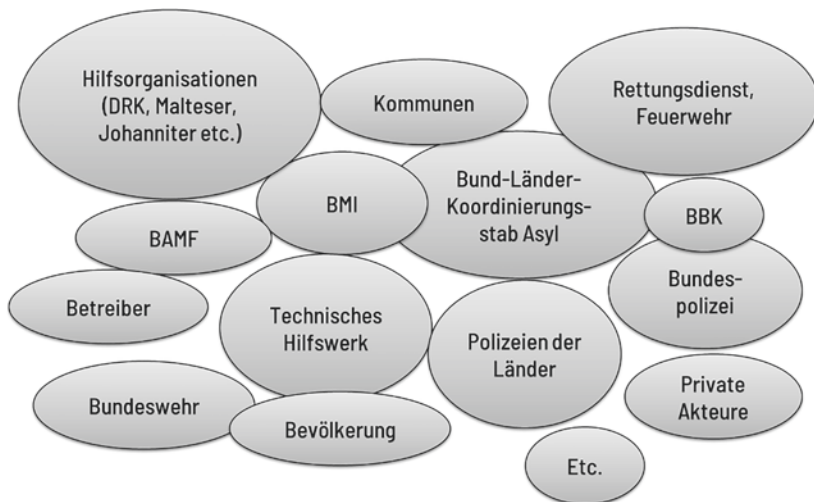 Hilfsorganisationen
(DRK, Malteser,
Johanniter etc.)
Kommunen
Rettungsdienst,
Feuerwehr
BMI
Bund-Länder-
Koordinierungs-
stab Asyl
BBK
BAMF
Betreiber
Technisches
Hilfswerk
Polizeien der
Länder
Bundes-
polizei
Bundeswehr
Bevölkerung
Private
Akteure
Etc.